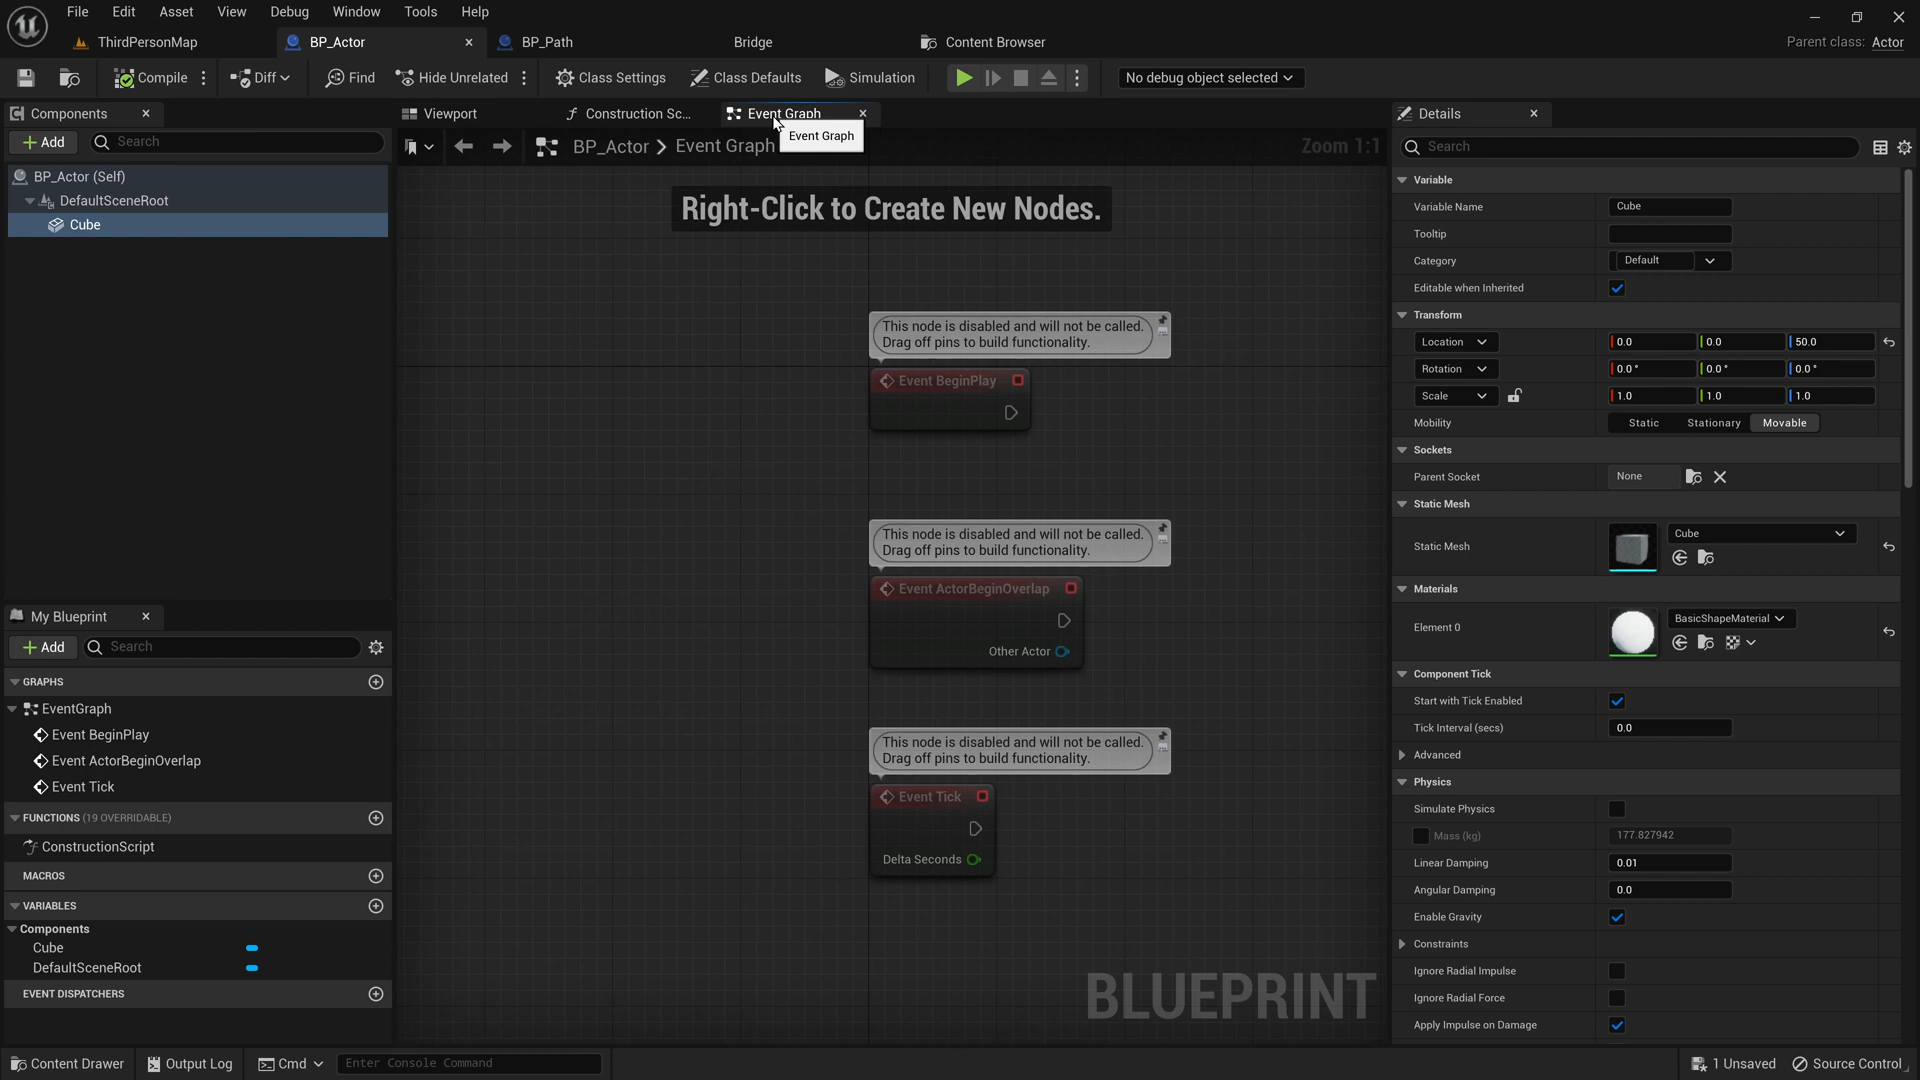 File Edit Asset View Debug Window Tools Help
ThirdPersonMap BP_Actor BP_Path Bridge Content Browser Parent class: Actor
Compile Diff Find Hide Unrelated Class Settings Class Defaults Simulation No debug object selected
Components
Add Search
BP_Actor (Self)
DefaultSceneRoot
Cube
My Blueprint
Add Search
GRAPHS
EventGraph
Event BeginPlay
Event ActorBeginOverlap
Event Tick
FUNCTIONS (19 OVERRIDABLE)
ConstructionScript
MACROS
VARIABLES
Components
Cube
DefaultSceneRoot
EVENT DISPATCHERS
Viewport Construction Sc... Event Graph
Event Graph
BP_Actor > Event Graph Zoom 1:1
Right-Click to Create New Nodes.
This node is disabled and will not be called.
Drag off pins to build functionality.
Event BeginPlay
This node is disabled and will not be called.
Drag off pins to build functionality.
Event ActorBeginOverlap
Other Actor
This node is disabled and will not be called.
Drag off pins to build functionality.
Event Tick
Delta Seconds
BLUEPRINT
Details
Search
Variable
Variable Name Cube
Tooltip
Category Default
Editable when Inherited
Transform
Location 0.0 0.0 50.0
Rotation 0.0° 0.0° 0.0°
Scale 1.0 1.0 1.0
Mobility Static Stationary Movable
Sockets
Parent Socket None
Static Mesh
Static Mesh Cube
Materials
Element 0 BasicShapeMaterial
Component Tick
Start with Tick Enabled
Tick Interval (secs) 0.0
Advanced
Physics
Simulate Physics
Mass (kg) 177.827942
Linear Damping 0.01
Angular Damping 0.0
Enable Gravity
Constraints
Ignore Radial Impulse
Ignore Radial Force
Apply Impulse on Damage
Content Drawer Output Log Cmd Enter Console Command 1 Unsaved Source Control